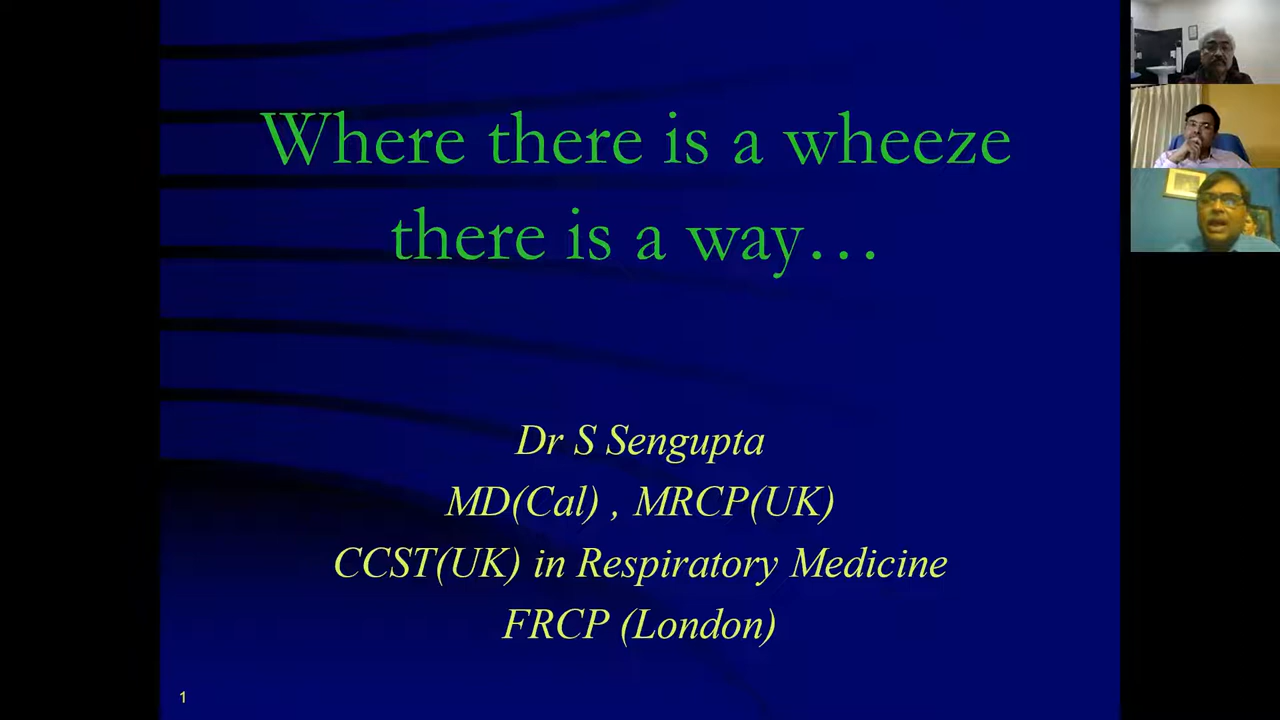 Where there is a wheeze
there is a way…
Dr S Sengupta
MD(Cal) , MRCP(UK)
CCST(UK) in Respiratory Medicine
FRCP (London)
1